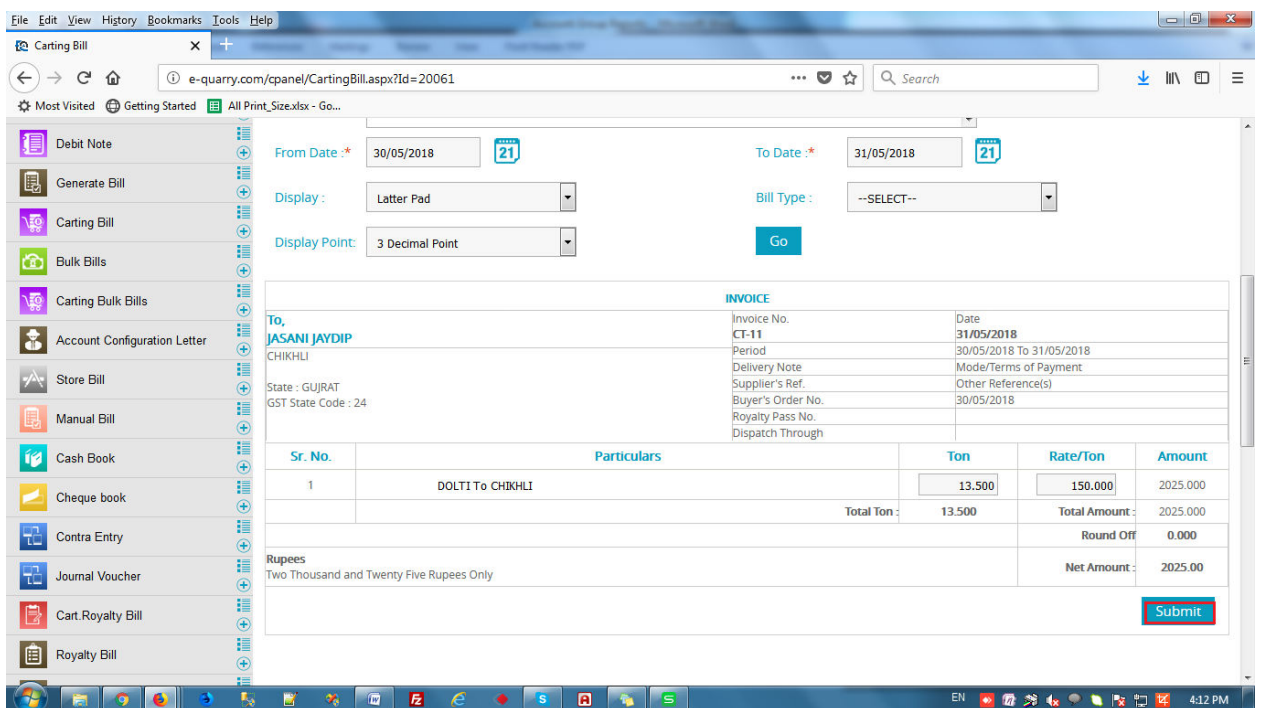 File Edit View History Bookmarks Tools Help
Carting Bill
e-quarry.com/cpanel/CartingBill.aspx?Id=20061
Search
Most Visited Getting Started All Print_Size.xlsx - Go...
Debit Note
Generate Bill
Carting Bill
Bulk Bills
Carting Bulk Bills
Account Configuration Letter
Store Bill
Manual Bill
Cash Book
Cheque book
Contra Entry
Journal Voucher
Cart.Royalty Bill
Royalty Bill
From Date :* 30/05/2018 21 To Date :* 31/05/2018 21
Display : Latter Pad Bill Type : --SELECT--
Display Point: 3 Decimal Point Go
INVOICE
To,
JASANI JAYDIP
CHIKHLI
State : GUJRAT
GST State Code : 24
Invoice No. Date
CT-11 31/05/2018
Period 30/05/2018 To 31/05/2018
Delivery Note Mode/Terms of Payment
Supplier's Ref. Other Reference(s)
Buyer's Order No. 30/05/2018
Royalty Pass No.
Dispatch Through
Sr. No. Particulars Ton Rate/Ton Amount
1 DOLTI To CHIKHLI 13.500 150.000 2025.000
Total Ton : 13.500 Total Amount : 2025.000
Round Off 0.000
Rupees
Two Thousand and Twenty Five Rupees Only
Net Amount : 2025.00
Submit
EN 4:12 PM